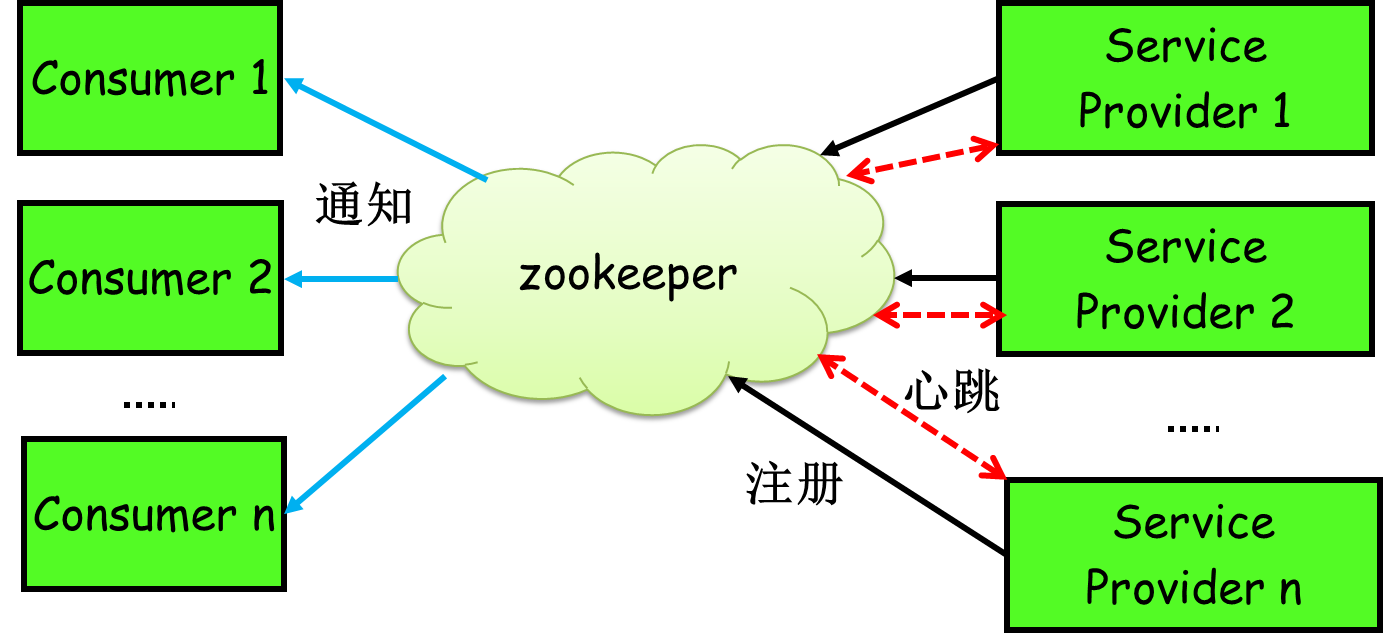 Consumer 1
Service
Provider 1
通知
Consumer 2
zookeeper
Service
Provider 2
心跳
......
......
注册
Consumer n
Service
Provider n